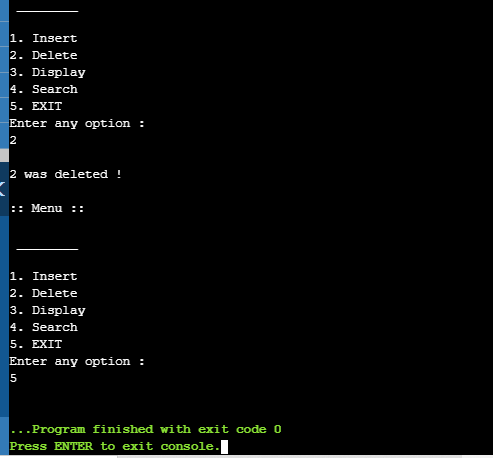 ________
1. Insert
2. Delete
3. Display
4. Search
5. EXIT
Enter any option :
2
2 was deleted !
:: Menu ::
________
1. Insert
2. Delete
3. Display
4. Search
5. EXIT
Enter any option :
5
...Program finished with exit code 0
Press ENTER to exit console.